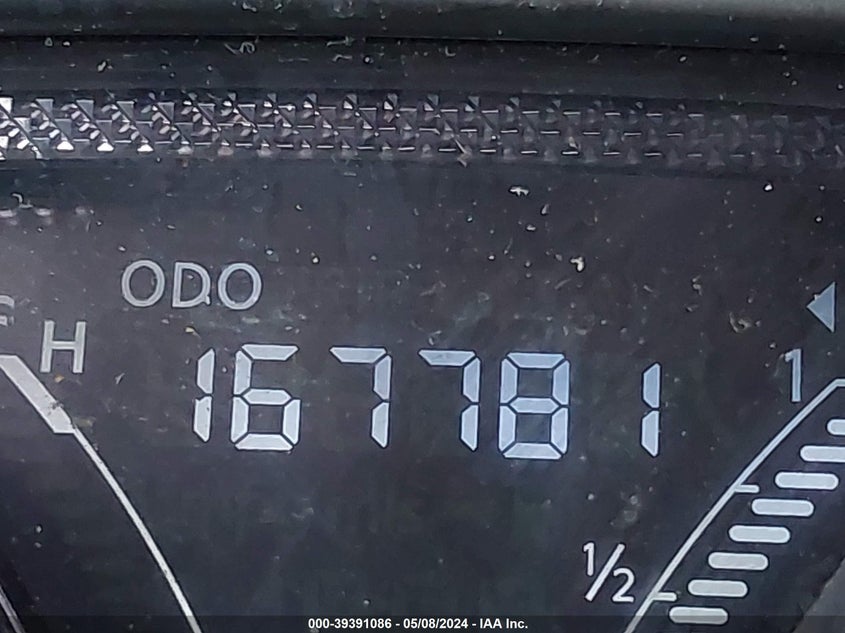 ODO
H
167781
1
1/2
000-39391086 - 05/08/2024 - IAA Inc.